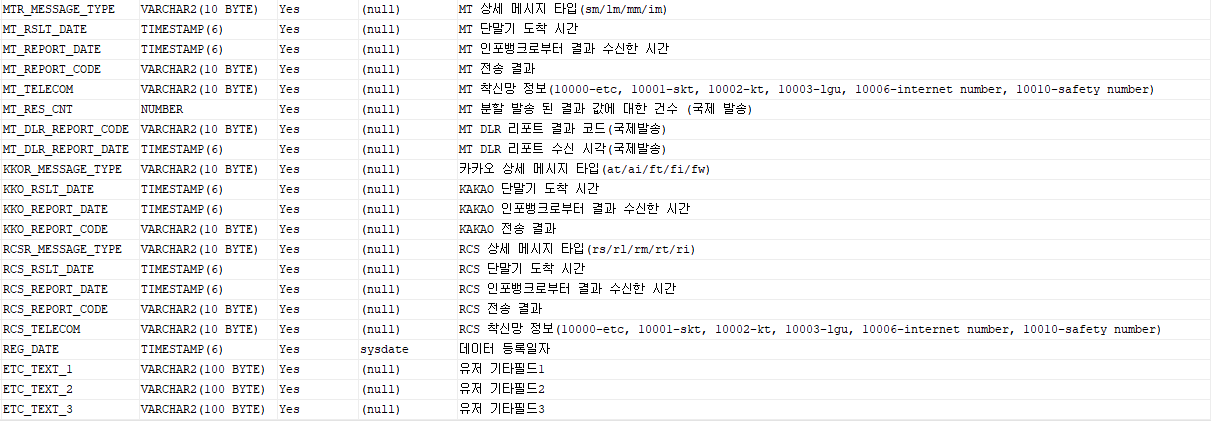 MTR_MESSAGE_TYPE VARCHAR2(10 BYTE) Yes (null) MT 상세 메시지 타입(sm/lm/mm/im)
MT_RSLT_DATE TIMESTAMP(6) Yes (null) MT 단말기 도착 시간
MT_REPORT_DATE TIMESTAMP(6) Yes (null) MT 인포뱅크로부터 결과 수신한 시간
MT_REPORT_CODE VARCHAR2(10 BYTE) Yes (null) MT 전송 결과
MT_TELECOM VARCHAR2(10 BYTE) Yes (null) MT 착신망 정보(10000-etc, 10001-skt, 10002-kt, 10003-lgu, 10006-internet number, 10010-safety number)
MT_RES_CNT NUMBER Yes (null) MT 분할 발송 된 결과 값에 대한 건수 (국제 발송)
MT_DLR_REPORT_CODE VARCHAR2(10 BYTE) Yes (null) MT DLR 리포트 결과 코드(국제발송)
MT_DLR_REPORT_DATE TIMESTAMP(6) Yes (null) MT DLR 리포트 수신 시각(국제발송)
KKOR_MESSAGE_TYPE VARCHAR2(10 BYTE) Yes (null) 카카오 상세 메시지 타입(at/ai/ft/fi/fw)
KKO_RSLT_DATE TIMESTAMP(6) Yes (null) KAKAO 단말기 도착 시간
KKO_REPORT_DATE TIMESTAMP(6) Yes (null) KAKAO 인포뱅크로부터 결과 수신한 시간
KKO_REPORT_CODE VARCHAR2(10 BYTE) Yes (null) KAKAO 전송 결과
RCSR_MESSAGE_TYPE VARCHAR2(10 BYTE) Yes (null) RCS 상세 메시지 타입(rs/rl/rm/rt/ri)
RCS_RSLT_DATE TIMESTAMP(6) Yes (null) RCS 단말기 도착 시간
RCS_REPORT_DATE TIMESTAMP(6) Yes (null) RCS 인포뱅크로부터 결과 수신한 시간
RCS_REPORT_CODE VARCHAR2(10 BYTE) Yes (null) RCS 전송 결과
RCS_TELECOM VARCHAR2(10 BYTE) Yes (null) RCS 착신망 정보(10000-etc, 10001-skt, 10002-kt, 10003-lgu, 10006-internet number, 10010-safety number)
REG_DATE TIMESTAMP(6) Yes sysdate 데이터 등록일자
ETC_TEXT_1 VARCHAR2(100 BYTE) Yes (null) 유저 기타필드1
ETC_TEXT_2 VARCHAR2(100 BYTE) Yes (null) 유저 기타필드2
ETC_TEXT_3 VARCHAR2(100 BYTE) Yes (null) 유저 기타필드3